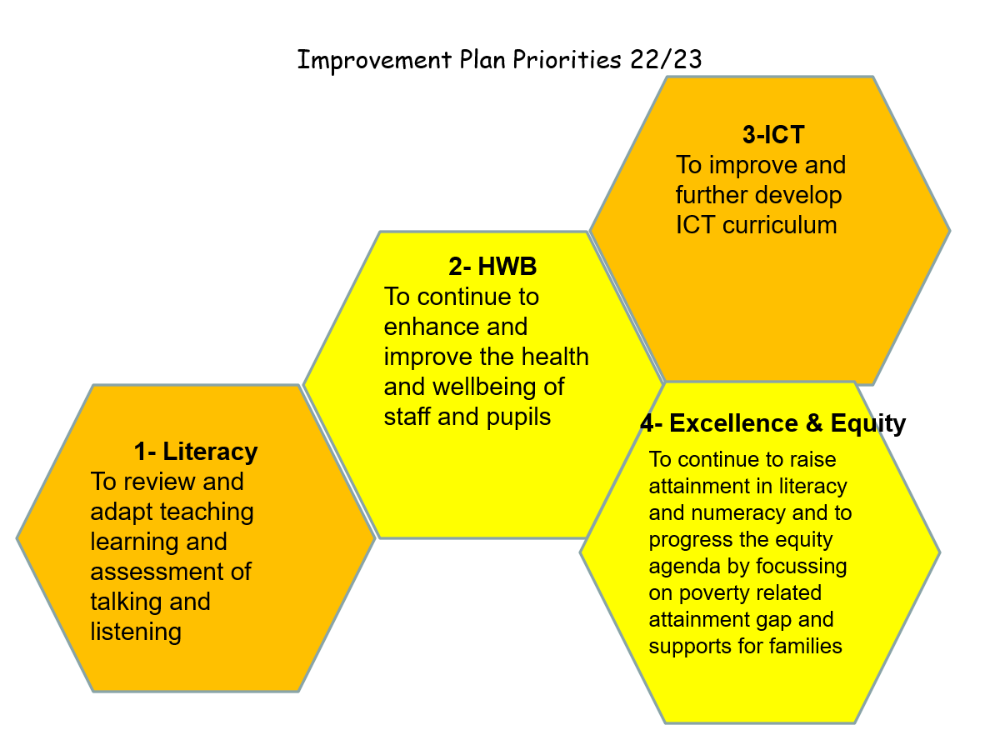 Improvement Plan Priorities 22/23
1- Literacy
To review and
adapt teaching
learning and
assessment of
talking and
listening
2- HWB
To continue to
enhance and
improve the health
and wellbeing of
staff and pupils
3-ICT
To improve and
further develop
ICT curriculum
4- Excellence & Equity
To continue to raise
attainment in literacy
and numeracy and to
progress the equity
agenda by focussing
on poverty related
attainment gap and
supports for families